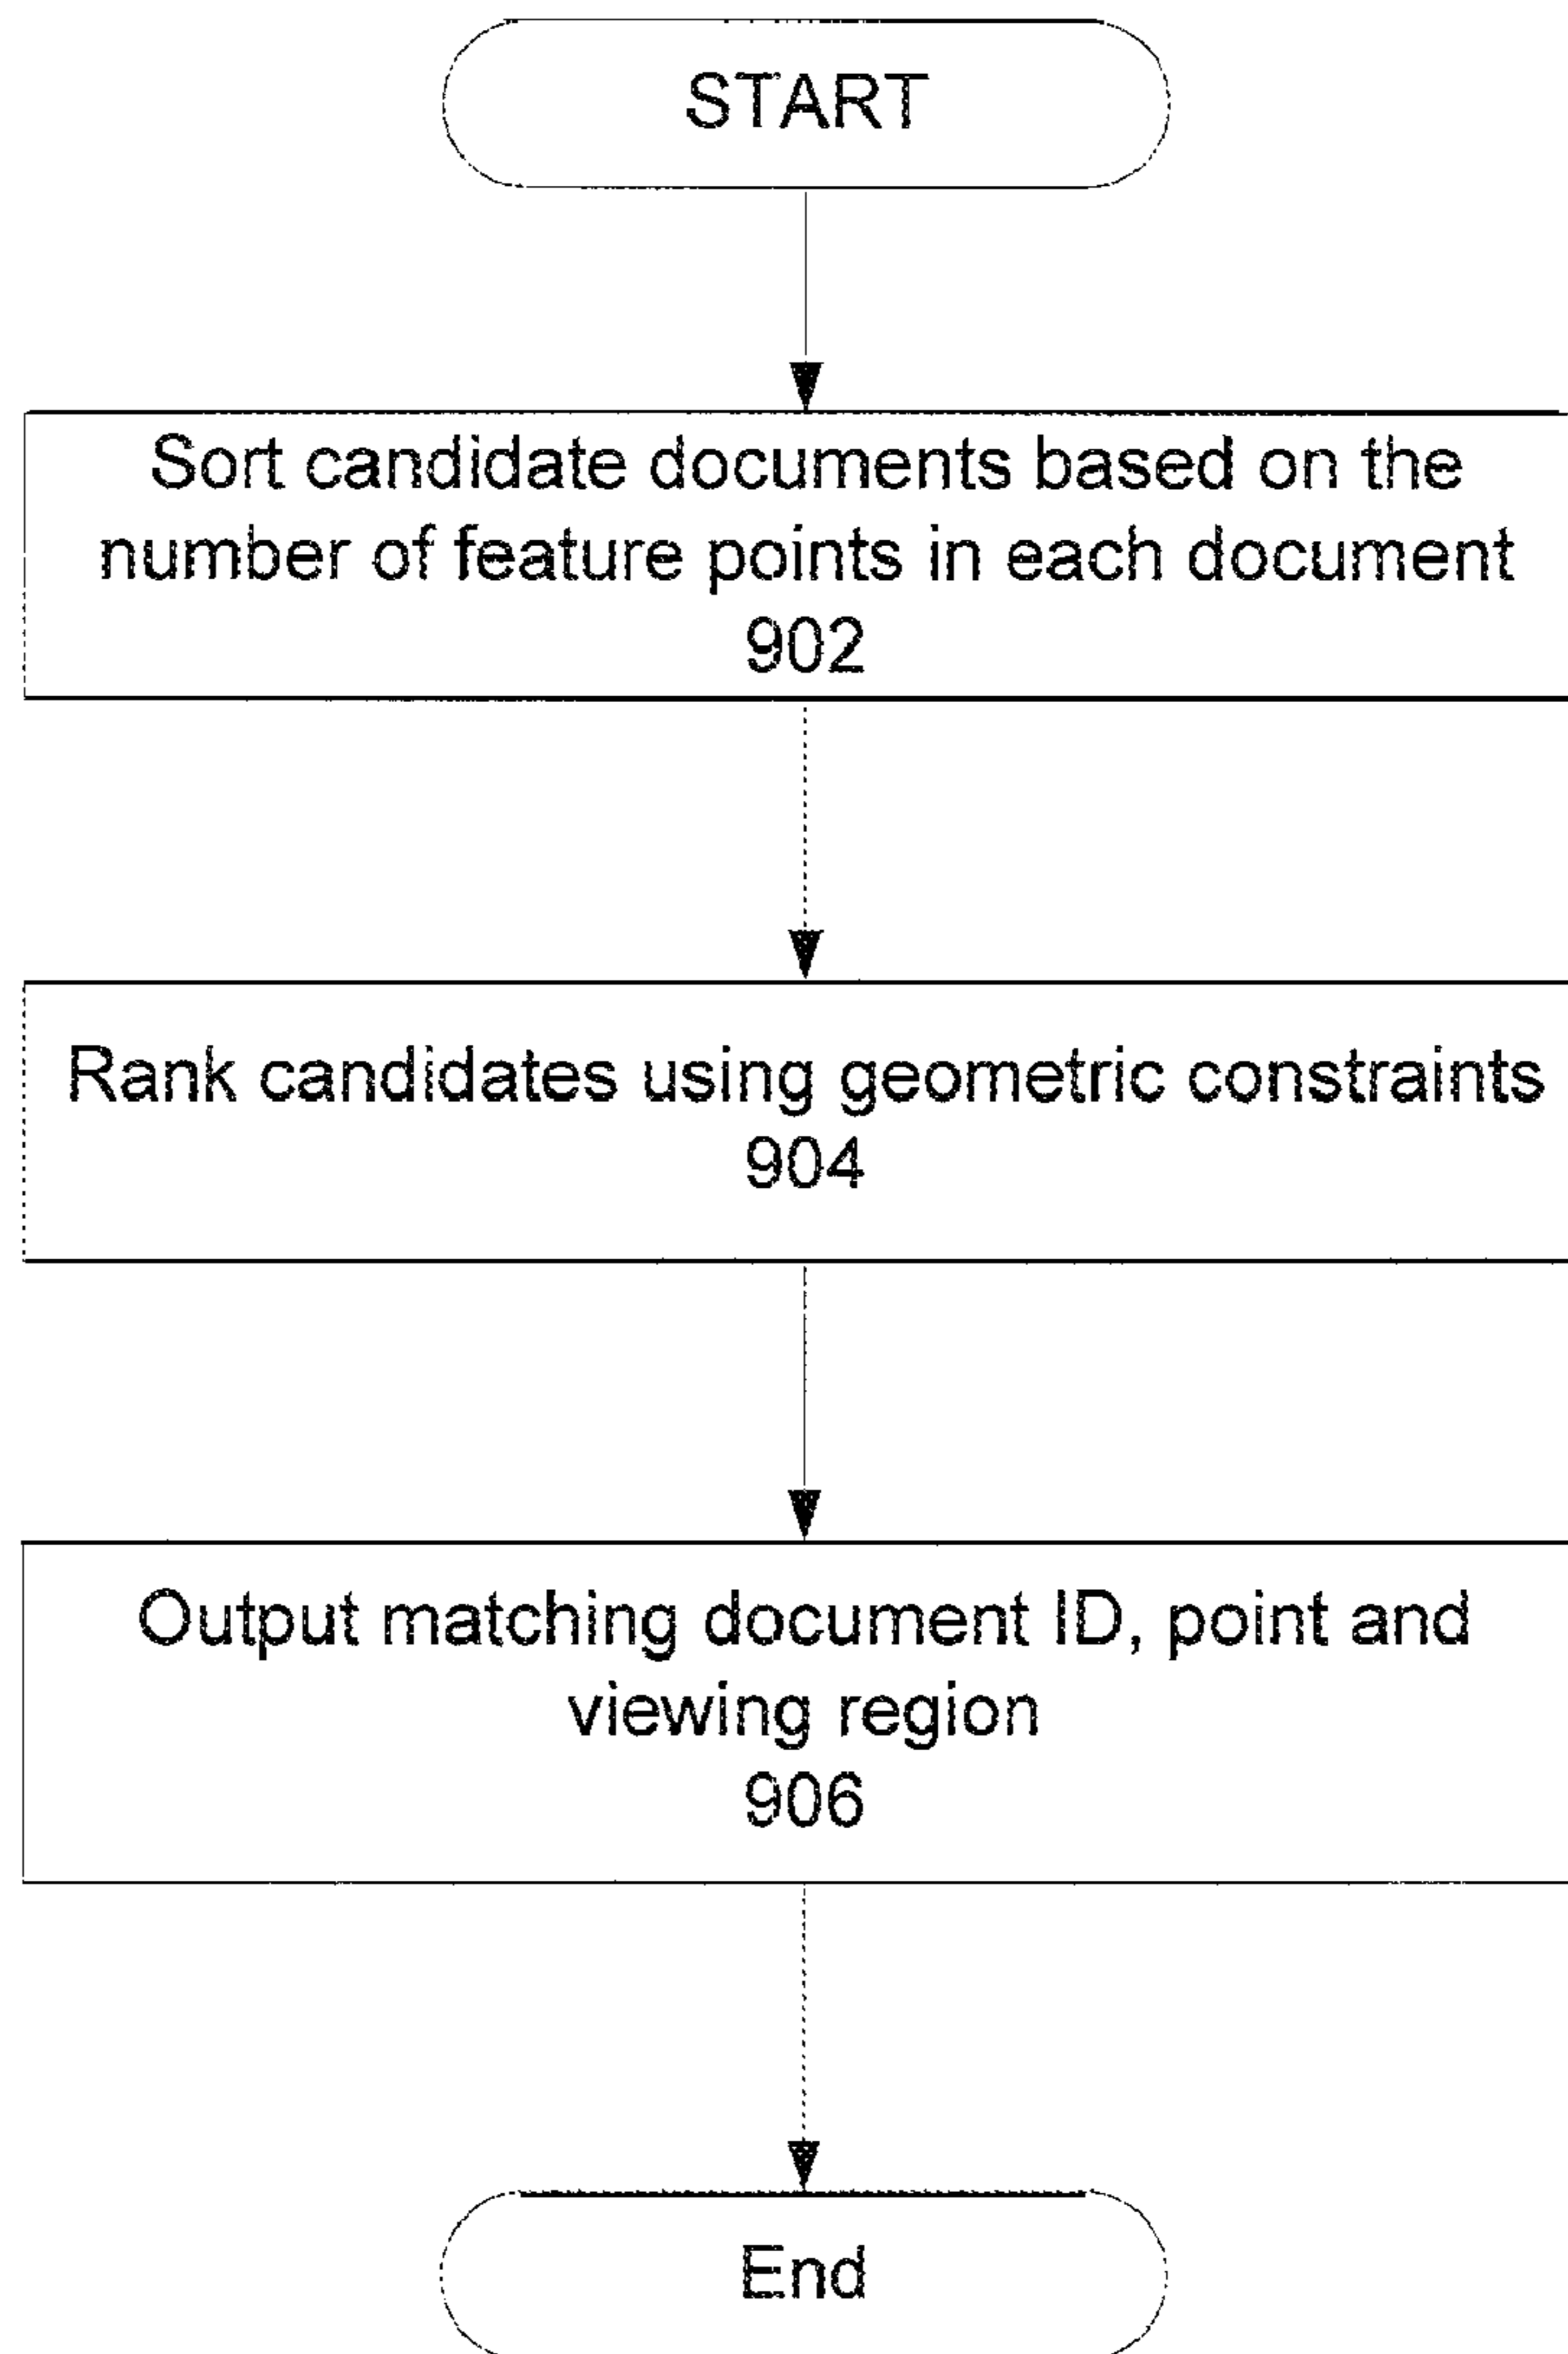 START
Sort candidate documents based on the
number of feature points in each document
902
Rank candidates using geometric constraints
904
Output matching document ID, point and
viewing region
906
End